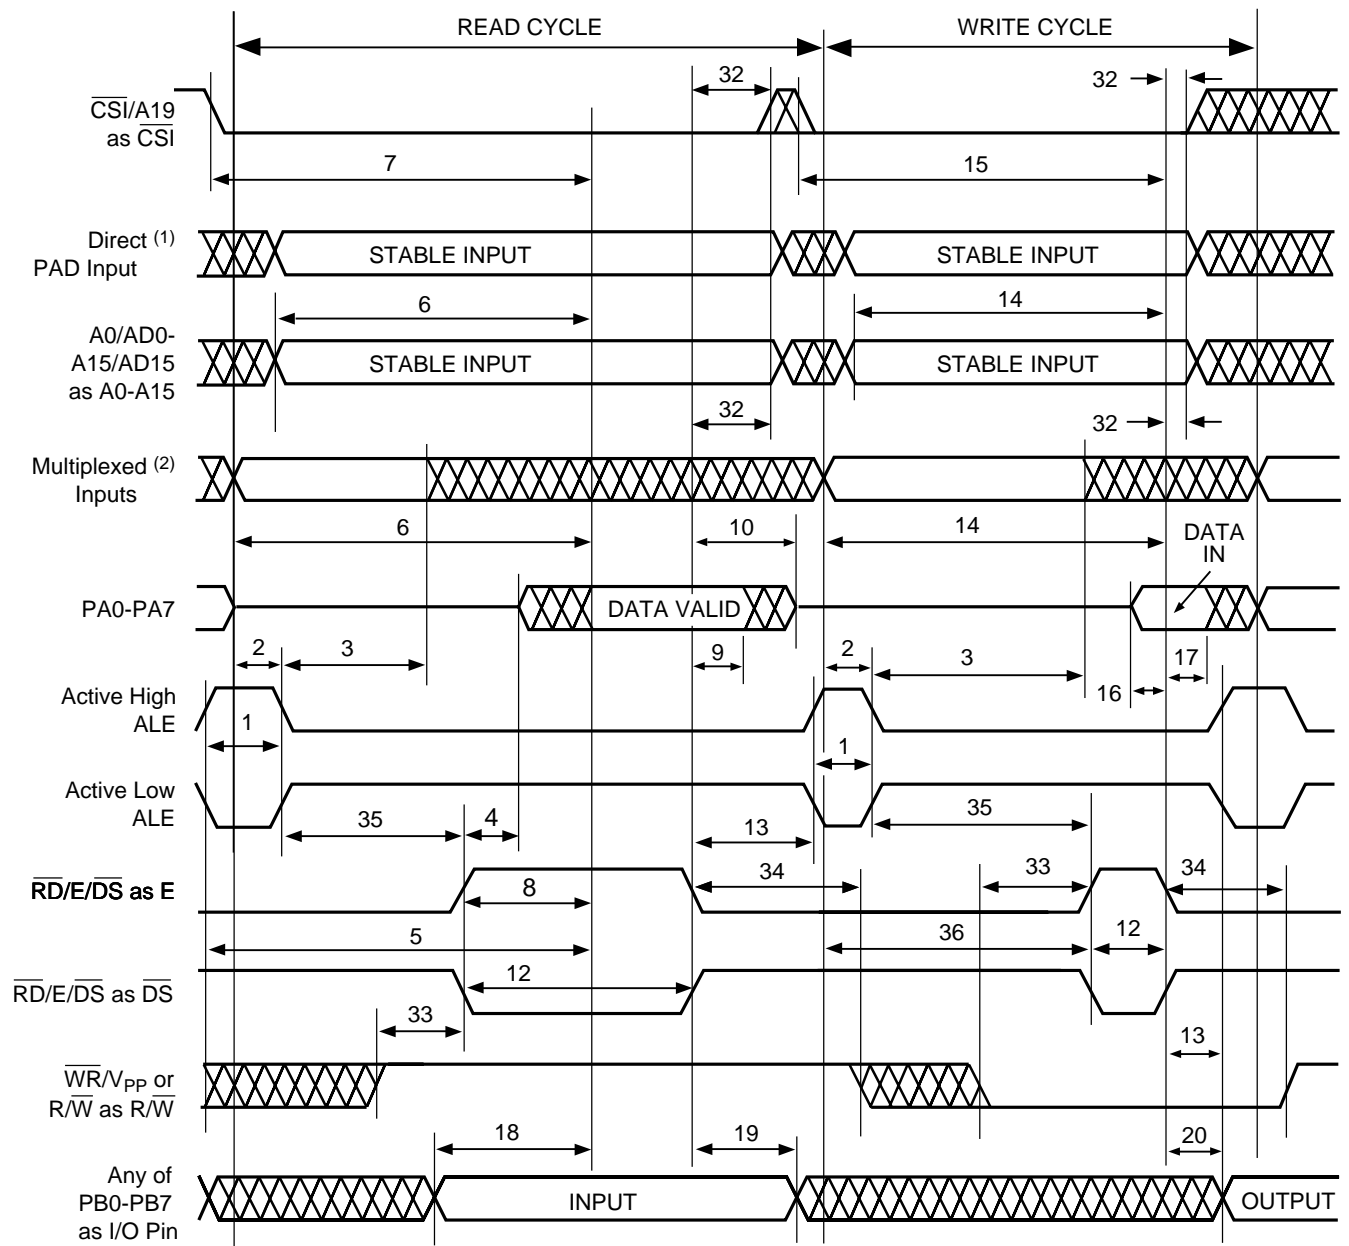 READ CYCLE
WRITE CYCLE
32
32
CSI/A19
as CSI
7
15
Direct (1)
PAD Input
STABLE INPUT
STABLE INPUT
6
14
A0/AD0-
A15/AD15
as A0-A15
STABLE INPUT
STABLE INPUT
32
32
Multiplexed (2)
Inputs
6
10
14
DATA
IN
PA0-PA7
DATA VALID
2
3
9
2
3
17
16
Active High
ALE
1
1
Active Low
ALE
35
4
13
35
34
33
34
RD/E/DS as E
8
5
36
12
RD/E/DS as DS
12
33
13
WR/VPP or
R/W as R/W
18
19
20
Any of
PB0-PB7
as I/O Pin
INPUT
OUTPUT